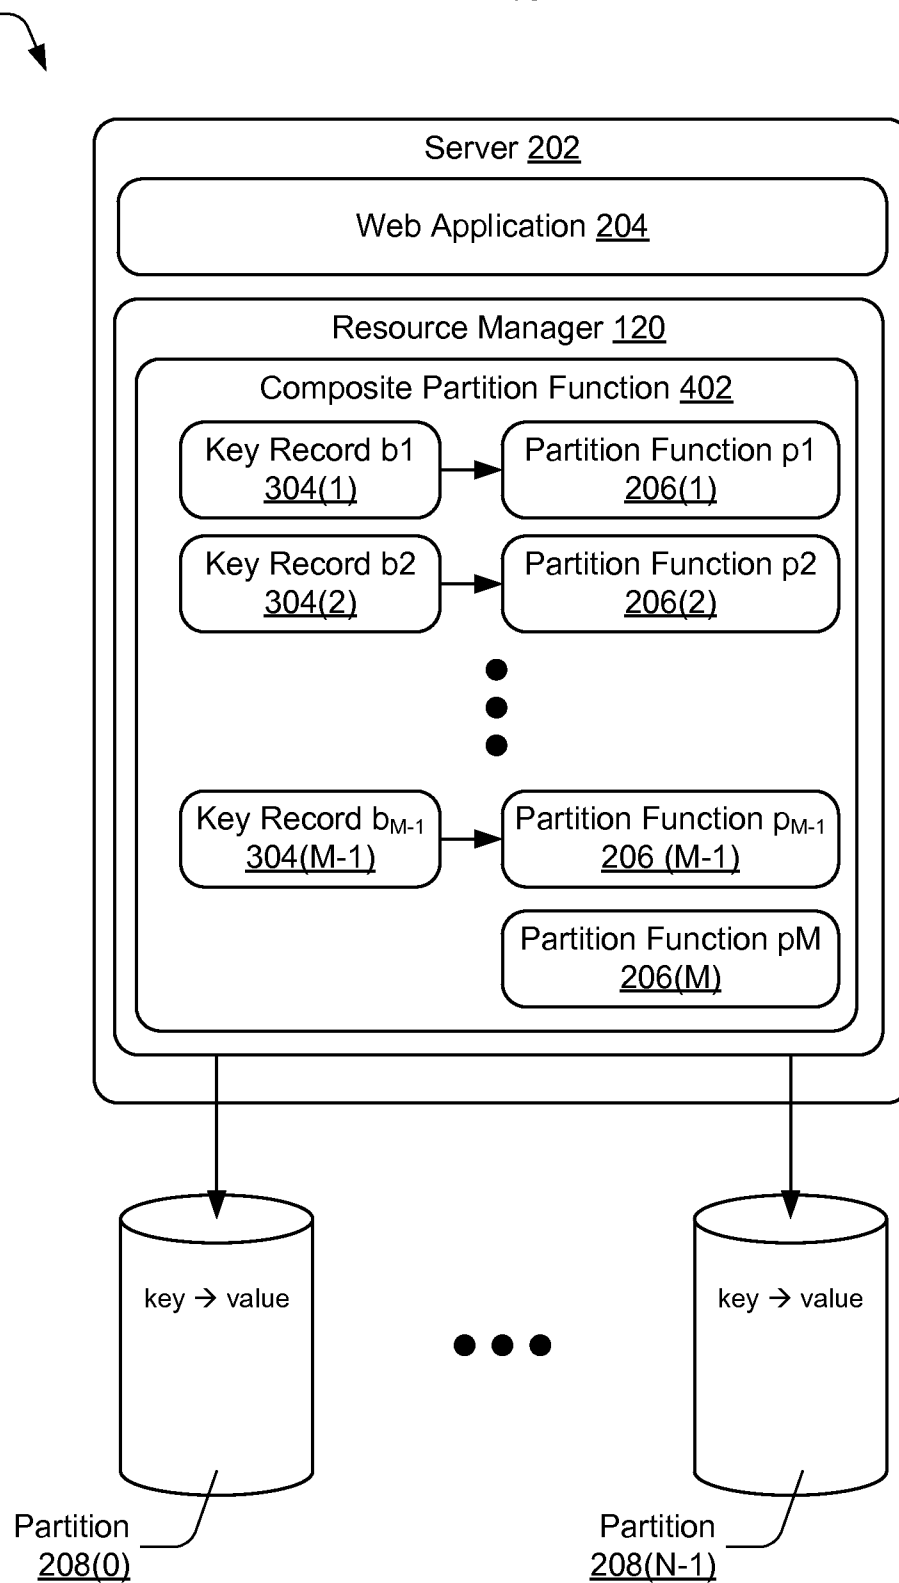 Server 202
Web Application 204
Resource Manager 120
Composite Partition Function 402
Key Record b1
304(1)
Partition Function p1
206(1)
Key Record b2
304(2)
Partition Function p2
206(2)
Key Record bM-1
304(M-1)
Partition Function pM-1
206 (M-1)
Partition Function pM
206(M)
key → value
key → value
Partition
208(0)
Partition
208(N-1)